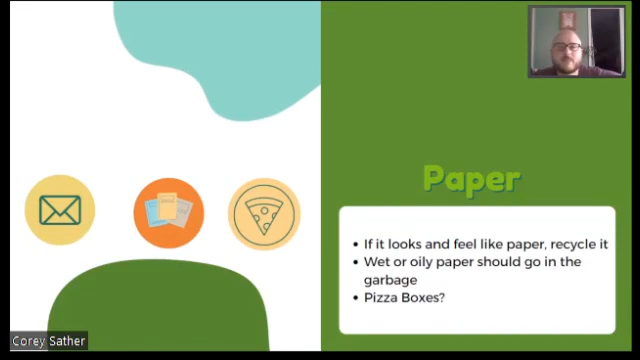 Paper
If it looks and feel like paper, recycle it
Wet or oily paper should go in the
garbage
Pizza Boxes?
Corey Sather